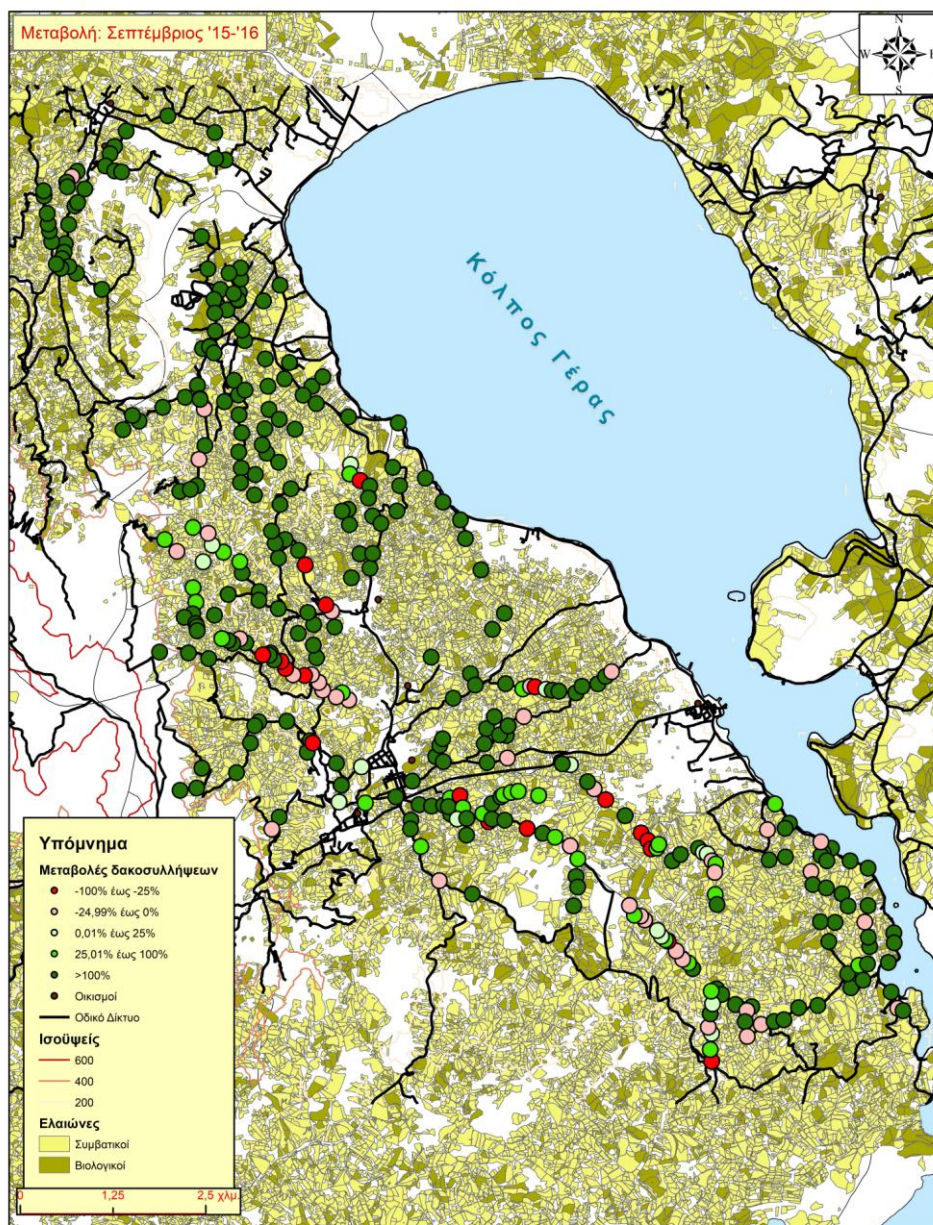 Μεταβολή: Σεπτέμβριος '15-'16
N
W E
S
Κόλπος Γέρας
Υπόμνημα
Μεταβολές δακοσυλλήψεων
-100% έως -25%
-24,99% έως 0%
0,01% έως 25%
25,01% έως 100%
>100%
Οικισμοί
Οδικό Δίκτυο
Ισοϋψείς
600
400
200
Ελαιώνες
Συμβατικοί
Βιολογικοί
0 1,25 2,5 χλμ.